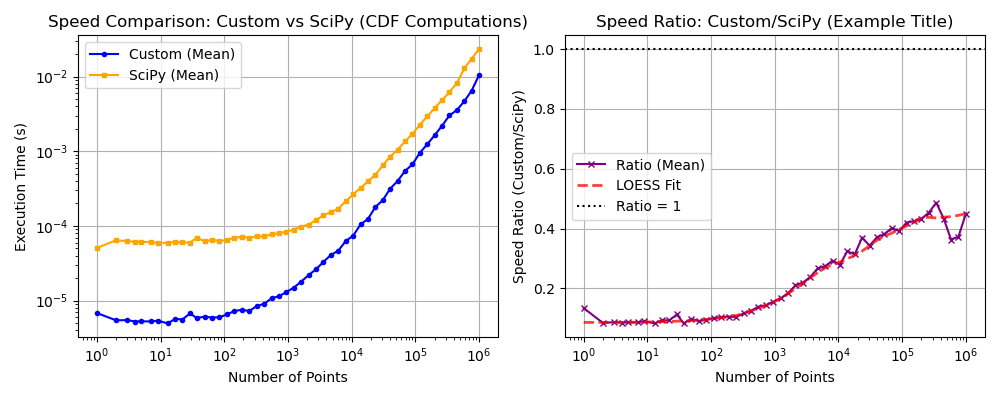 Speed Comparison: Custom vs SciPy (CDF Computations)
Custom (Mean)
SciPy (Mean)
Execution Time (s)
10⁻²
10⁻³
10⁻⁴
10⁻⁵
10⁰ 10¹ 10² 10³ 10⁴ 10⁵ 10⁶
Number of Points
Speed Ratio: Custom/SciPy (Example Title)
Ratio (Mean)
LOESS Fit
Ratio = 1
Speed Ratio (Custom/SciPy)
1.0
0.8
0.6
0.4
0.2
10⁰ 10¹ 10² 10³ 10⁴ 10⁵ 10⁶
Number of Points